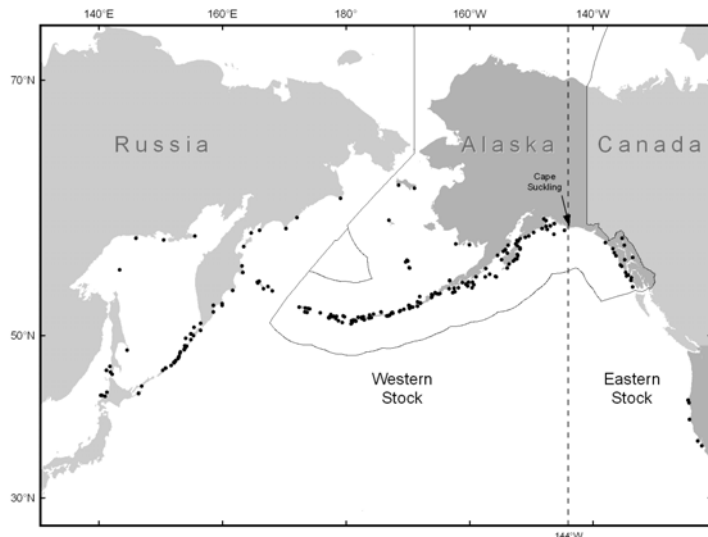 140°E 160°E 180° 160°W 140°W
70°N
Russia Alaska Canada
Cape
Suckling
50°N
Western
Stock
Eastern
Stock
30°N
144°W